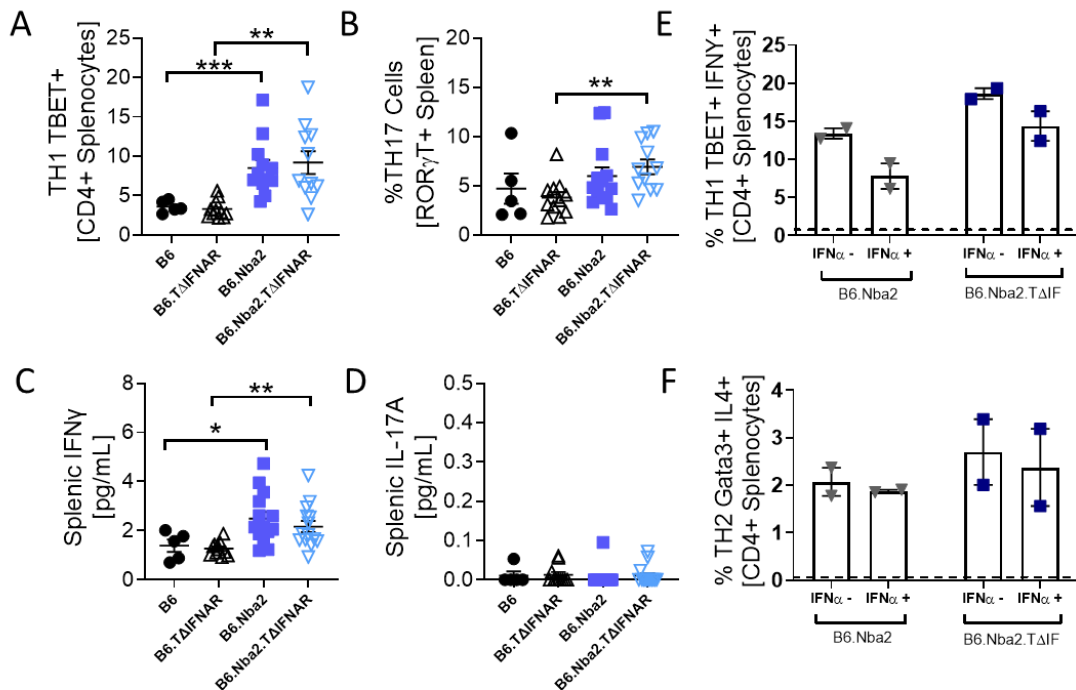 A
TH1 TBET+
[CD4+ Splenocytes]
25
20
15
10
5
0
***
**
B6
B6.TΔIFNAR
B6.Nba2
B6.Nba2.TΔIFNAR
B
%TH17 Cells
[RORγT+ Spleen]
20
15
10
5
0
**
B6
B6.TΔIFNAR
B6.Nba2
B6.Nba2.TΔIFNAR
E
% TH1 TBET+ IFNY+
[CD4+ Splenocytes]
25
20
15
10
5
0
IFNα - IFNα + IFNα - IFNα +
B6.Nba2 B6.Nba2.TΔIF
C
Splenic IFNγ
[pg/mL]
8
6
4
2
0
*
**
B6
B6.TΔIFNAR
B6.Nba2
B6.Nba2.TΔIFNAR
D
Splenic IL-17A
[pg/mL]
0.5
0.4
0.3
0.2
0.1
0.0
B6
B6.TΔIFNAR
B6.Nba2
B6.Nba2.TΔIFNAR
F
% TH2 Gata3+ IL4+
[CD4+ Splenocytes]
4
3
2
1
0
IFNα - IFNα + IFNα - IFNα +
B6.Nba2 B6.Nba2.TΔIF